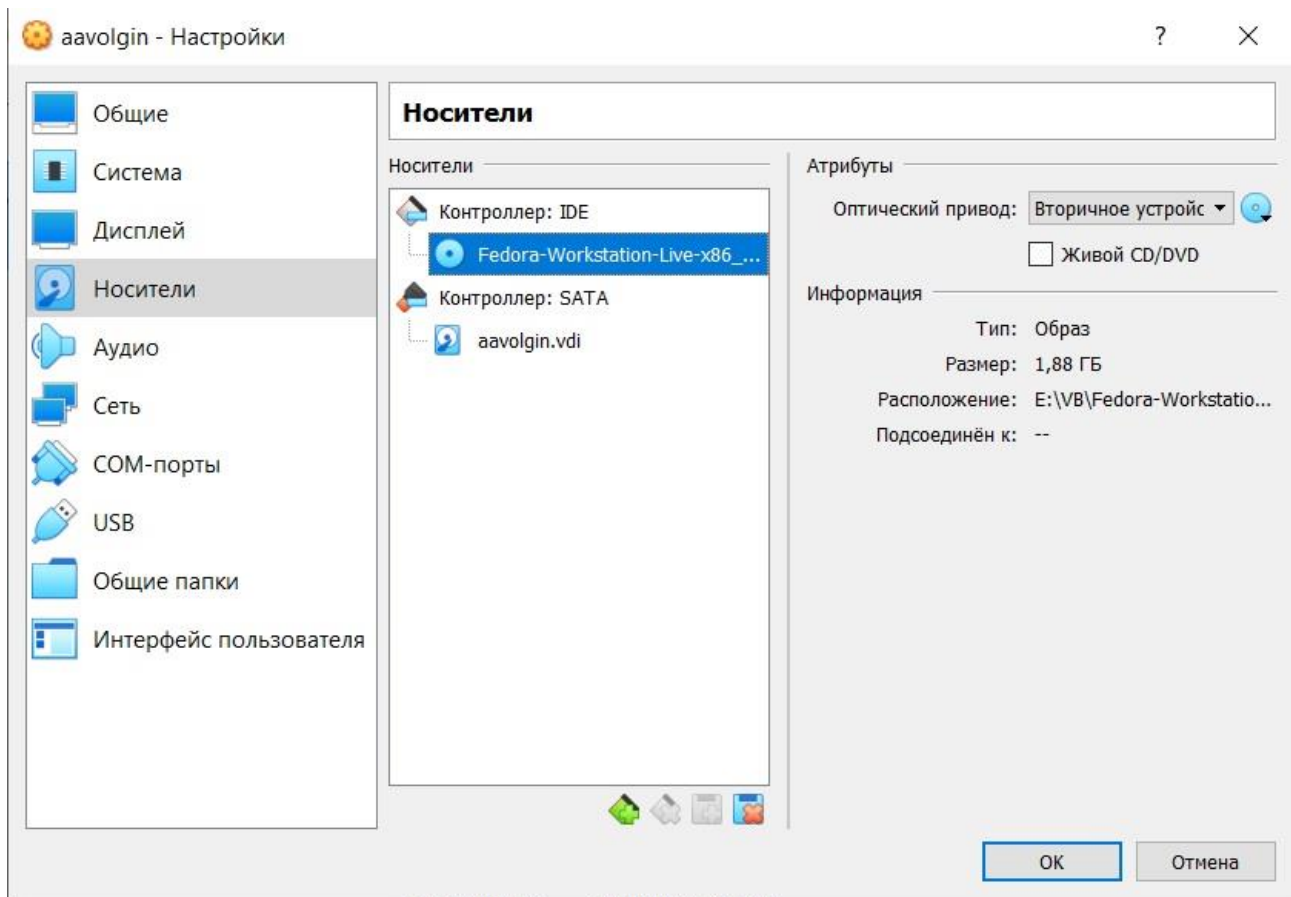 aavolgin - Настройки
?
Общие
Система
Дисплей
Носители
Аудио
Сеть
COM-порты
USB
Общие папки
Интерфейс пользователя
Носители
Носители
Контроллер: IDE
Fedora-Workstation-Live-x86_...
Контроллер: SATA
aavolgin.vdi
Атрибуты
Оптический привод: Вторичное устройс
Живой CD/DVD
Информация
Тип: Образ
Размер: 1,88 ГБ
Расположение: E:\VB\Fedora-Workstatio...
Подсоединён к: --
OK
Отмена